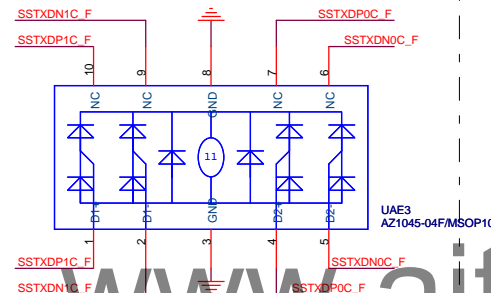 SSTXDN1C_F SSTXDP0C_F
SSTXDP1C_F SSTXDN0C_F
10 9 8 7 6
NC NC GND NC NC
11
D1+ D1- GND D2+ D2-
UAE3
AZ1045-04F/MSOP10
1 2 3 4 5
SSTXDP1C_F SSTXDN0C_F
SSTXDN1C_F SSTXDP0C_F